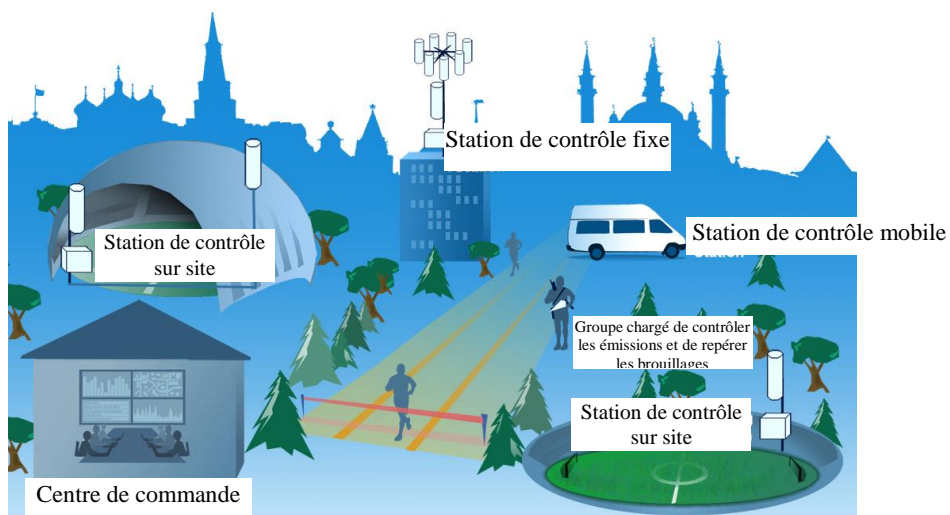 Station de contrôle fixe
Station de contrôle mobile
Station de contrôle
sur site
Groupe chargé de contrôler
les émissions et de repérer
les brouillages
Station de contrôle
sur site
Centre de commande